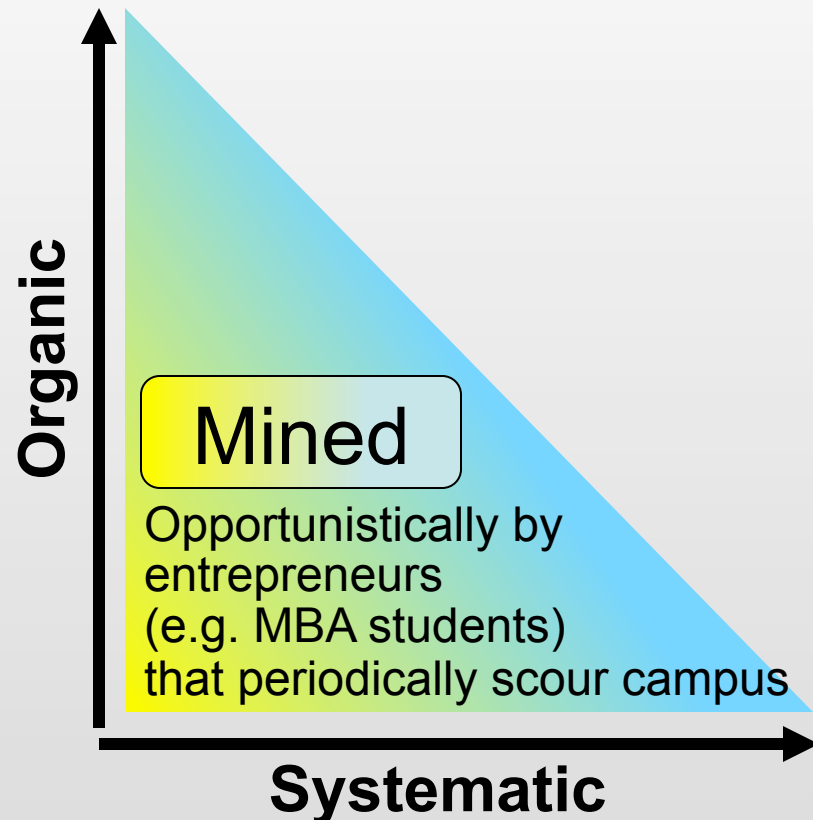 Organic
Mined
Opportunistically by
entrepreneurs
(e.g. MBA students)
that periodically scour campus
Systematic